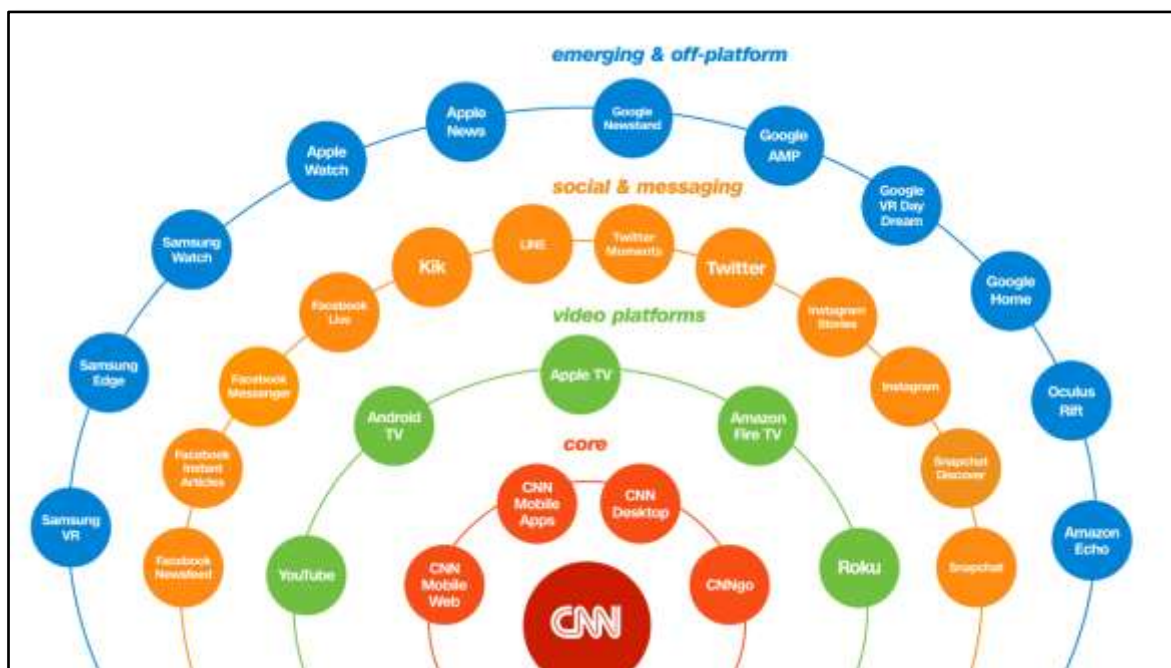 emerging & off-platform
Apple
News
Google
Newstand
Apple
Watch
Google
AMP
Samsung
Watch
Google
VR Day
Dream
Samsung
Edge
Google
Home
Samsung
VR
Oculus
Rift
Amazon
Echo
social & messaging
Kik
LINE
Twitter
Moments
Twitter
Facebook
Live
Instagram
Stories
Facebook
Messenger
Instagram
Facebook
Instant
Articles
Snapchat
Discover
Facebook
Newsfeed
Snapchat
video platforms
Apple TV
Android
TV
Amazon
Fire TV
YouTube
Roku
core
CNN
Mobile
Apps
CNN
Desktop
CNN
Mobile
Web
CNNgo
CNN